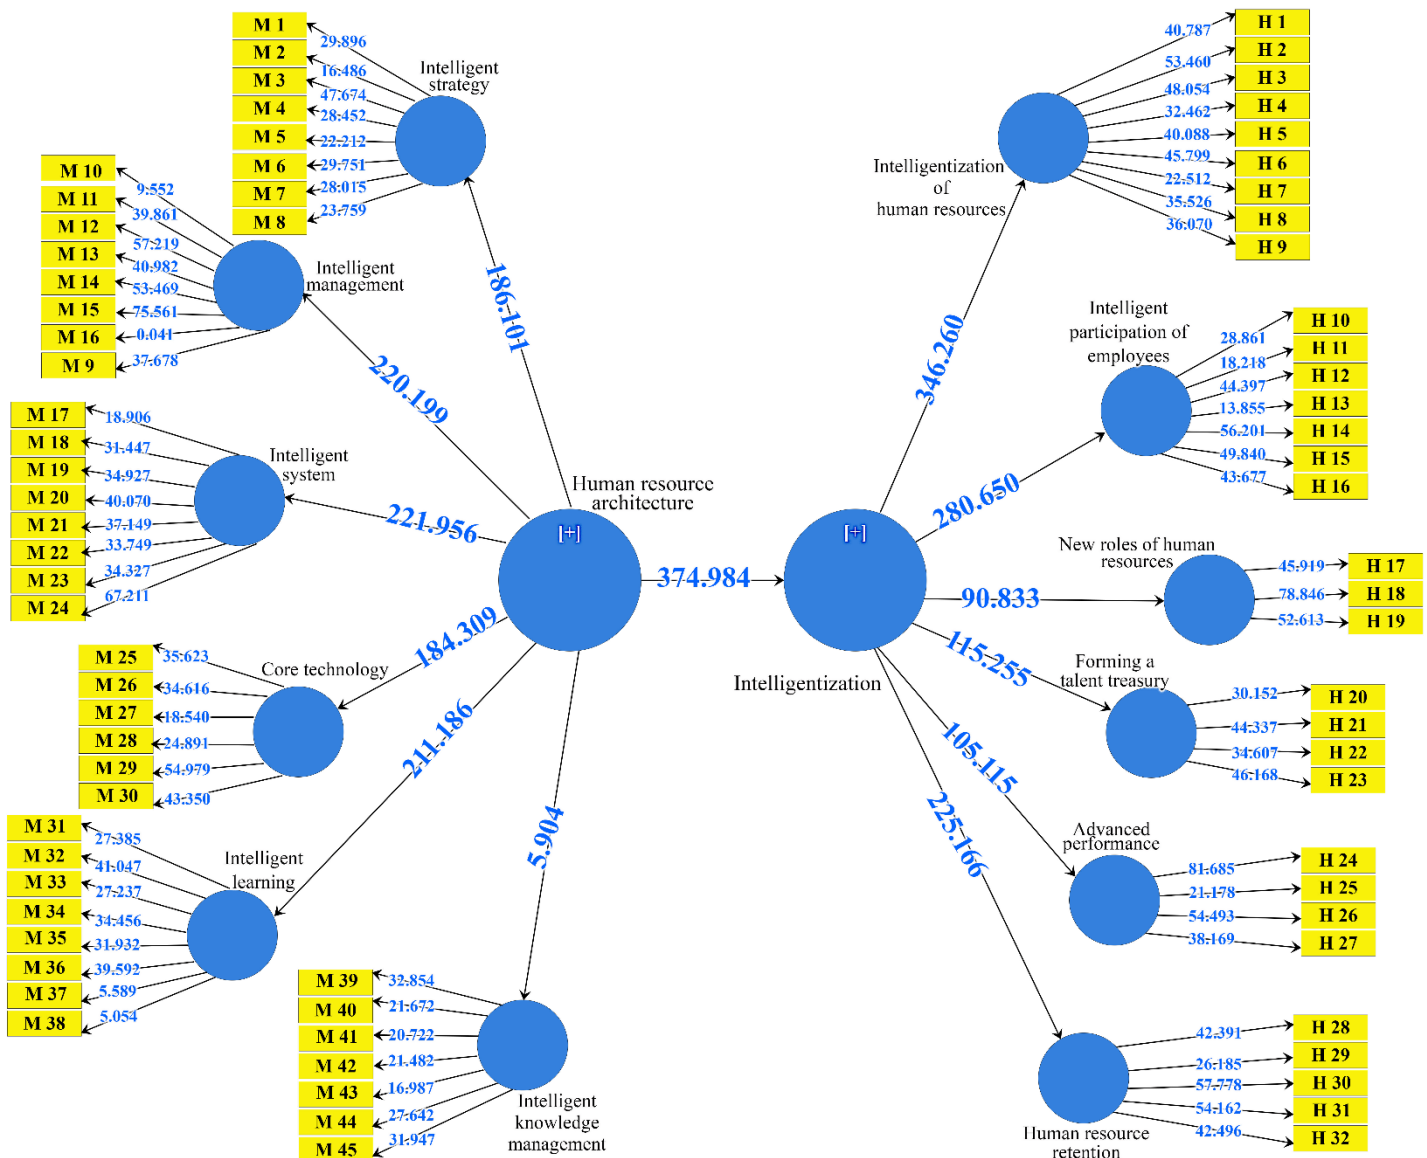 M 1
M 2
M 3
M 4
M 5
M 6
M 7
M 8
29.896
16.486
47.674
28.452
22.212
29.751
28.015
23.759
Intelligent
strategy
M 10
M 11
M 12
M 13
M 14
M 15
M 16
M 9
9.552
39.861
57.219
40.982
53.469
75.561
0.041
37.678
Intelligent
management
M 17
M 18
M 19
M 20
M 21
M 22
M 23
M 24
18.906
31.447
34.927
40.070
37.149
33.749
34.327
67.211
Intelligent
system
M 25
M 26
M 27
M 28
M 29
M 30
35.623
34.616
18.540
24.891
54.979
43.350
Core technology
M 31
M 32
M 33
M 34
M 35
M 36
M 37
M 38
27.385
41.047
27.237
34.456
31.932
39.592
5.589
5.054
Intelligent
learning
M 39
M 40
M 41
M 42
M 43
M 44
M 45
32.854
21.672
20.722
21.482
16.987
27.642
31.947
Intelligent
knowledge
management
186.101
220.199
221.956
184.309
211.186
5.904
Human resource
architecture
[+]
374.984
[+]
Intelligentization
346.260
280.650
90.833
115.255
105.115
225.166
Intelligentization
of
human resources
40.787
53.460
48.054
32.462
40.088
45.799
22.512
35.526
36.070
H 1
H 2
H 3
H 4
H 5
H 6
H 7
H 8
H 9
Intelligent
participation of
employees
28.861
18.218
44.397
13.855
56.201
49.840
43.677
H 10
H 11
H 12
H 13
H 14
H 15
H 16
New roles of human
resources
45.919
78.846
52.613
H 17
H 18
H 19
Forming a
talent treasury
30.152
44.337
34.607
46.168
H 20
H 21
H 22
H 23
Advanced
performance
81.685
21.178
54.493
38.169
H 24
H 25
H 26
H 27
Human resource
retention
42.391
26.185
57.778
54.162
42.496
H 28
H 29
H 30
H 31
H 32